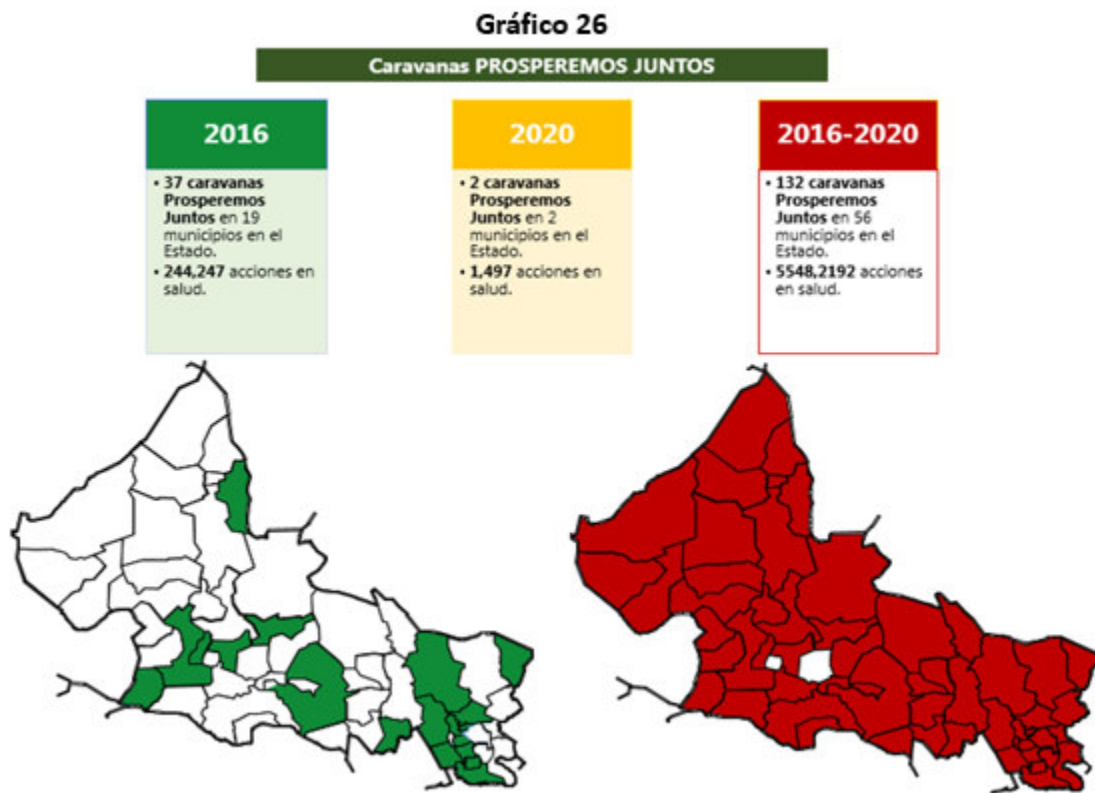 Gráfico 26
Caravanas PROSPEREMOS JUNTOS
2016
• 37 caravanas
Prosperemos
Juntos en 19
municipios en el
Estado.
• 244,247 acciones en
salud.
2020
• 2 caravanas
Prosperemos
Juntos en 2
municipios en el
Estado.
• 1,497 acciones en
salud.
2016-2020
• 132 caravanas
Prosperemos
Juntos en 56
municipios en el
Estado.
• 5548,2192 acciones
en salud.